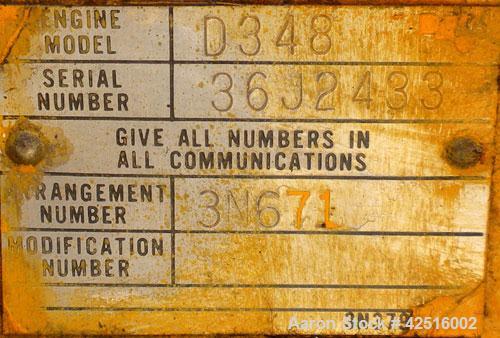 ENGINE MODEL D348
SERIAL NUMBER 36J2433
GIVE ALL NUMBERS IN
ALL COMMUNICATIONS
ARRANGEMENT NUMBER 3N671
MODIFICATION NUMBER
Aaron Stock # 42516002